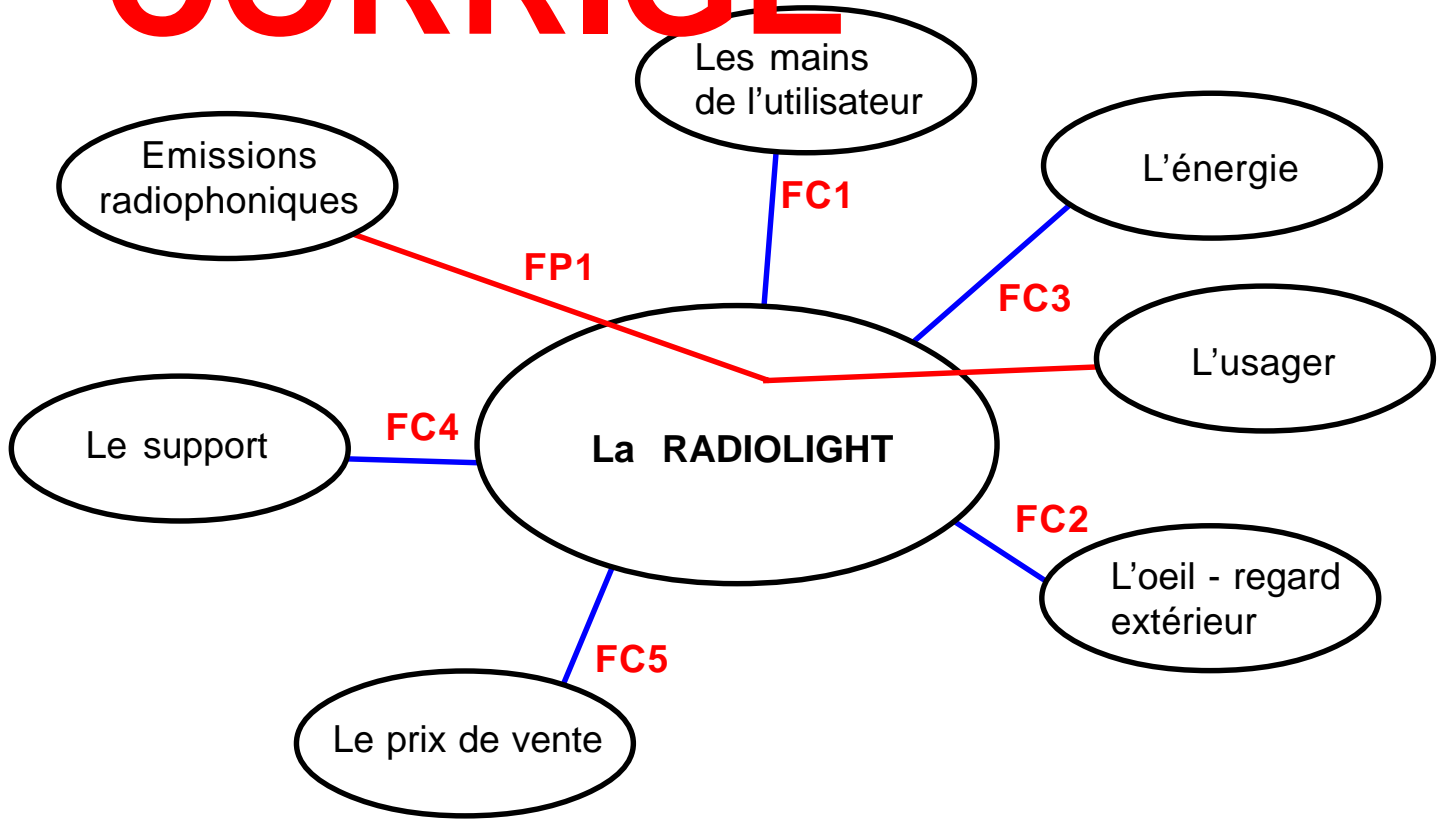 CORRIGE
Les mains
de l'utilisateur
Emissions
radiophoniques
L'énergie
FC1
FP1
FC3
L'usager
FC4
Le support
La RADIOLIGHT
FC2
L'oeil - regard
extérieur
FC5
Le prix de vente